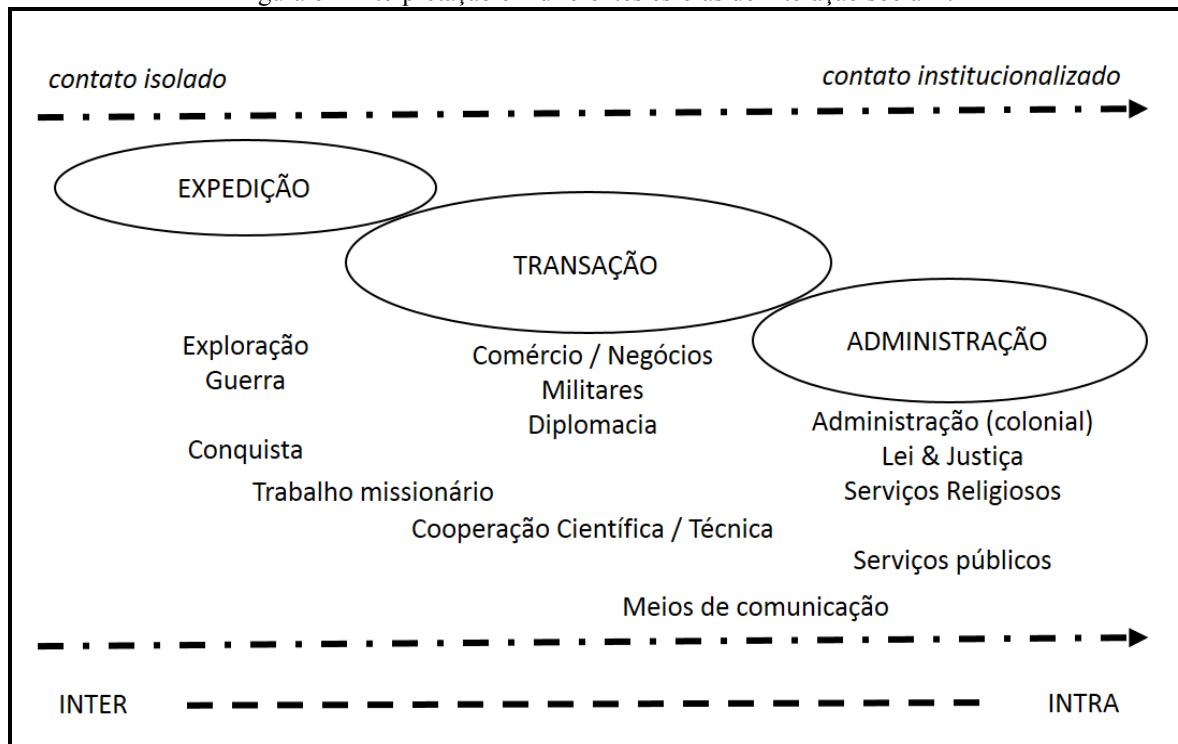 contato isolado
contato institucionalizado
EXPEDIÇÃO
TRANSAÇÃO
ADMINISTRAÇÃO
Exploração
Guerra
Comércio / Negócios
Militares
Diplomacia
Administração (colonial)
Lei & Justiça
Serviços Religiosos
Conquista
Trabalho missionário
Cooperação Científica / Técnica
Serviços públicos
Meios de comunicação
INTER
INTRA